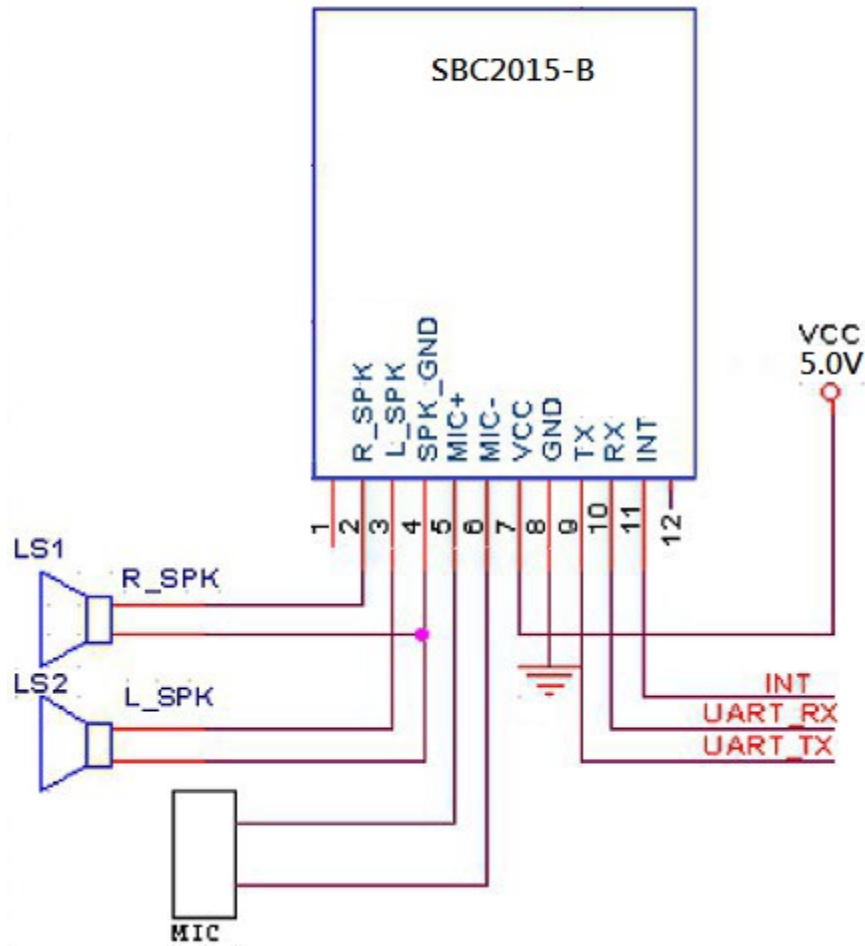 SBC2015-B
VCC
5.0V
R_SPK
L_SPK
SPK_GND
MIC+
MIC-
VCC
GND
TX
RX
INT
1
2
3
4
5
6
7
8
9
10
11
12
LS1
R_SPK
LS2
L_SPK
INT
UART_RX
UART_TX
MIC